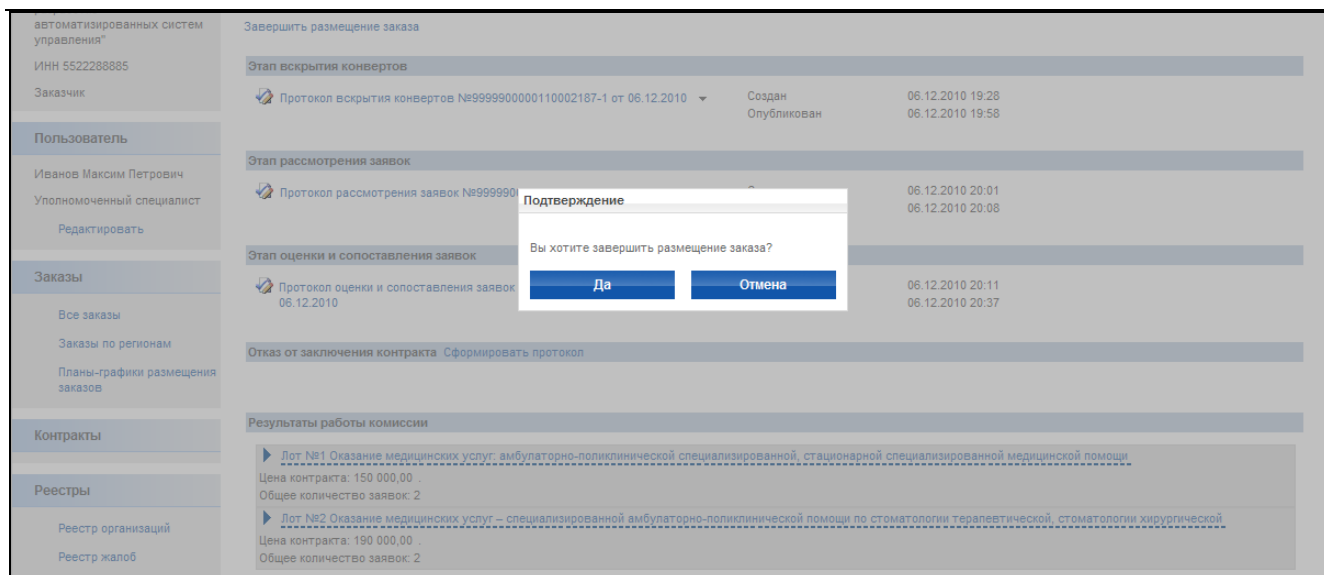 автоматизированных систем
управления"
ИНН 5522288885
Заказчик
Пользователь
Иванов Максим Петрович
Уполномоченный специалист
Редактировать
Заказы
Все заказы
Заказы по регионам
Планы-графики размещения
заказов
Контракты
Реестры
Реестр организаций
Реестр жалоб
Завершить размещение заказа
Этап вскрытия конвертов
Протокол вскрытия конвертов №9999900000110002187-1 от 06.12.2010 Создан 06.12.2010 19:28
Опубликован 06.12.2010 19:58
Этап рассмотрения заявок
Протокол рассмотрения заявок 06.12.2010 20:01
06.12.2010 20:08
Подтверждение
Вы хотите завершить размещение заказа?
Да Отмена
Этап оценки и сопоставления заявок
Протокол оценки и сопоставления заявок 06.12.2010 20:11
06.12.2010 06.12.2010 20:37
Отказ от заключения контракта Сформировать протокол
Результаты работы комиссии
Лот №1 Оказание медицинских услуг: амбулаторно-поликлинической специализированной, стационарной специализированной медицинской помощи
Цена контракта: 150 000,00 .
Общее количество заявок: 2
Лот №2 Оказание медицинских услуг – специализированной амбулаторно-поликлинической помощи по стоматологии терапевтической, стоматологии хирургической
Цена контракта: 190 000,00 .
Общее количество заявок: 2